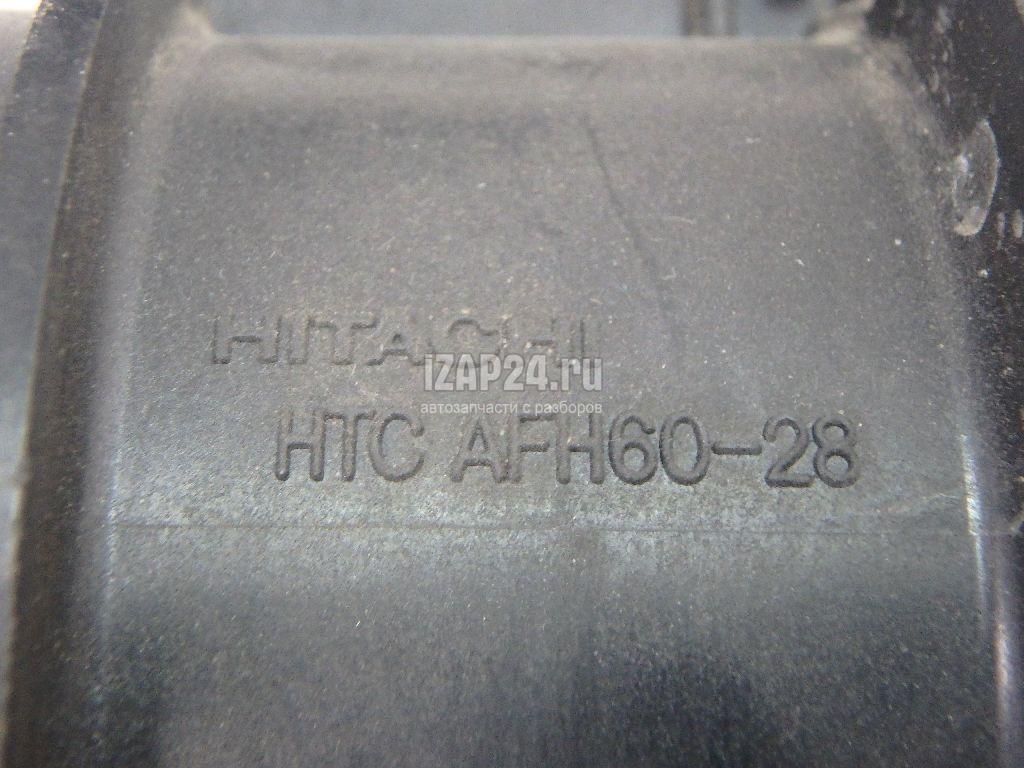 HITACHI
IZAP24.ru
автозапчасти с разборов
HTC AFH60-28